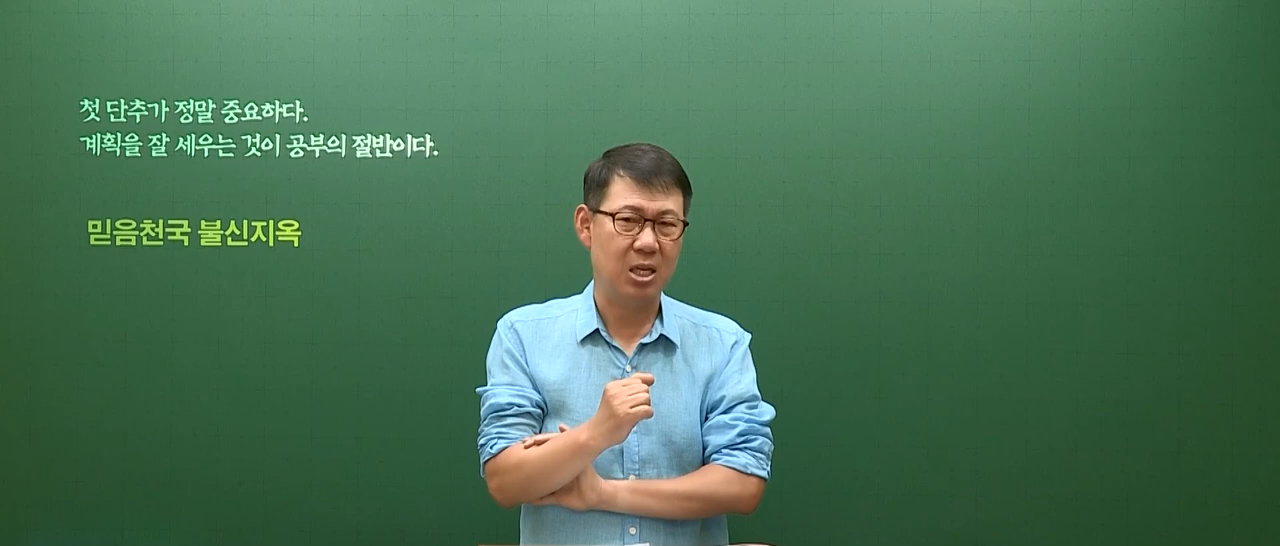 첫 단추가 정말 중요하다.
계획을 잘 세우는 것이 공부의 절반이다.
믿음천국 불신지옥